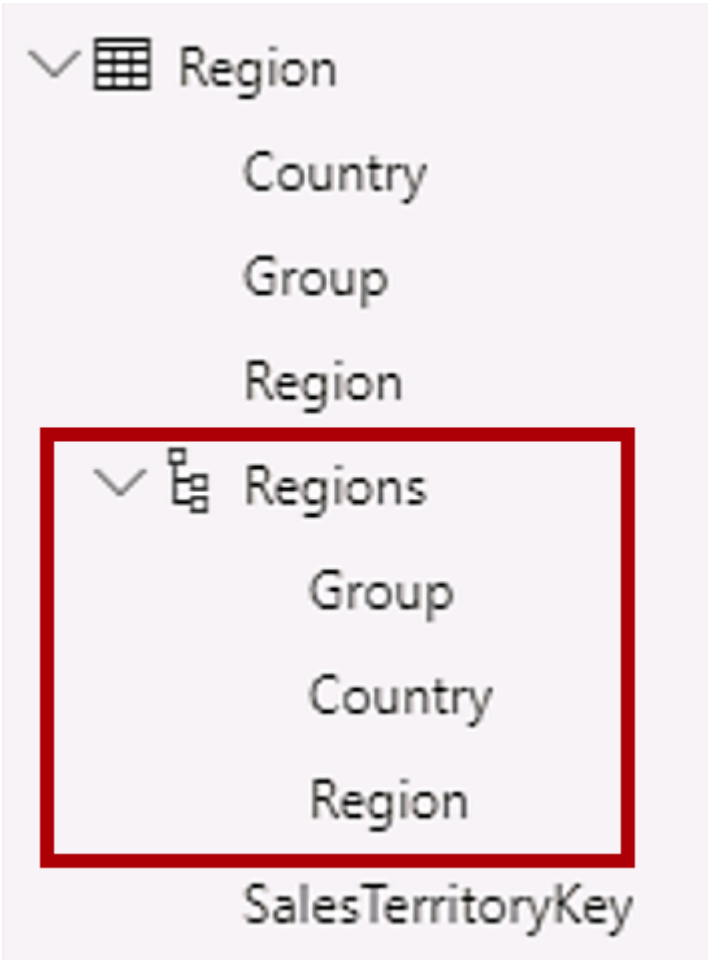 Region
Country
Group
Region
Regions
Group
Country
Region
SalesTerritoryKey